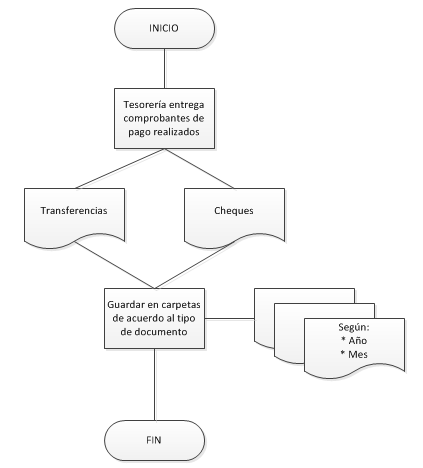 INICIO
Tesorería entrega
comprobantes de
pago realizados
Transferencias
Cheques
Guardar en carpetas
de acuerdo al tipo
de documento
Según:
* Año
* Mes
FIN